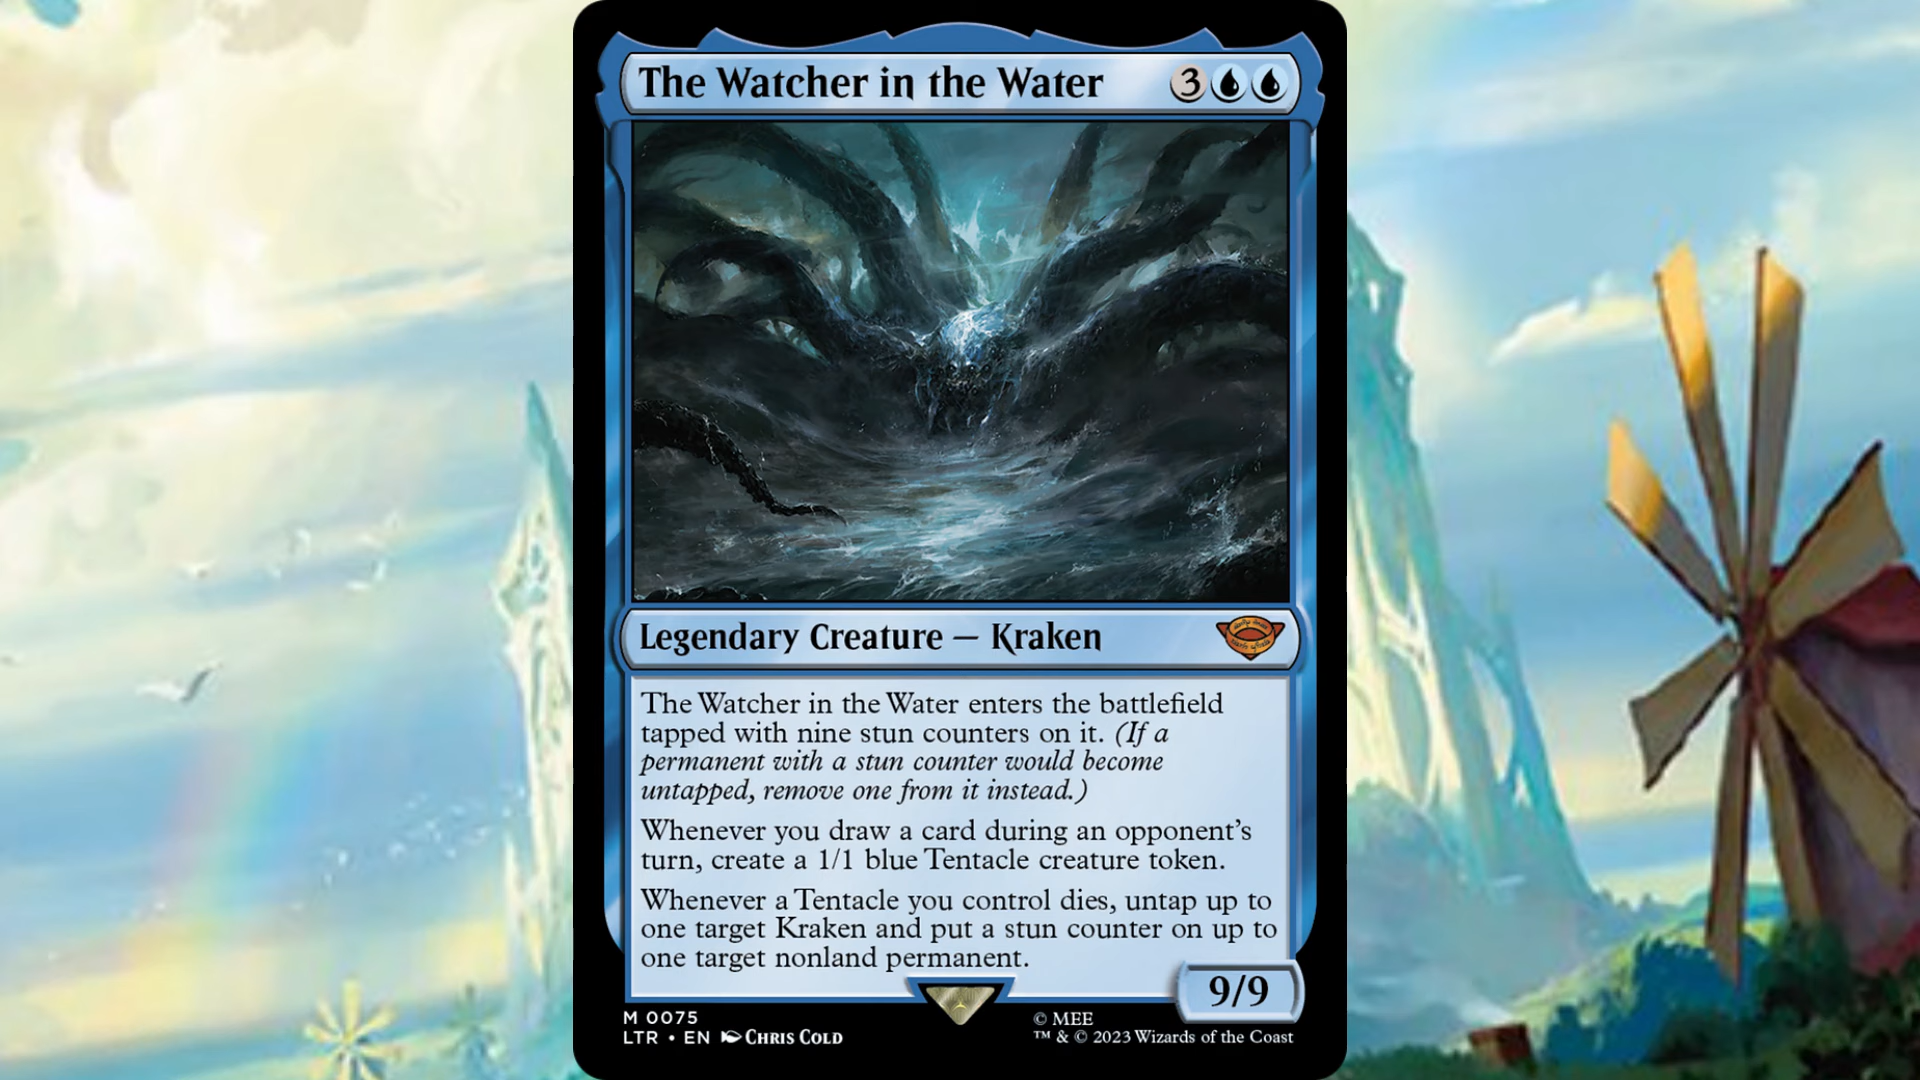 The Watcher in the Water 3
Legendary Creature — Kraken
The Watcher in the Water enters the battlefield
tapped with nine stun counters on it. (If a
permanent with a stun counter would become
untapped, remove one from it instead.)
Whenever you draw a card during an opponent's
turn, create a 1/1 blue Tentacle creature token.
Whenever a Tentacle you control dies, untap up to
one target Kraken and put a stun counter on up to
one target nonland permanent.
9/9
M 0075
LTR • EN Chris Cold
© MEE
™ & © 2023 Wizards of the Coast